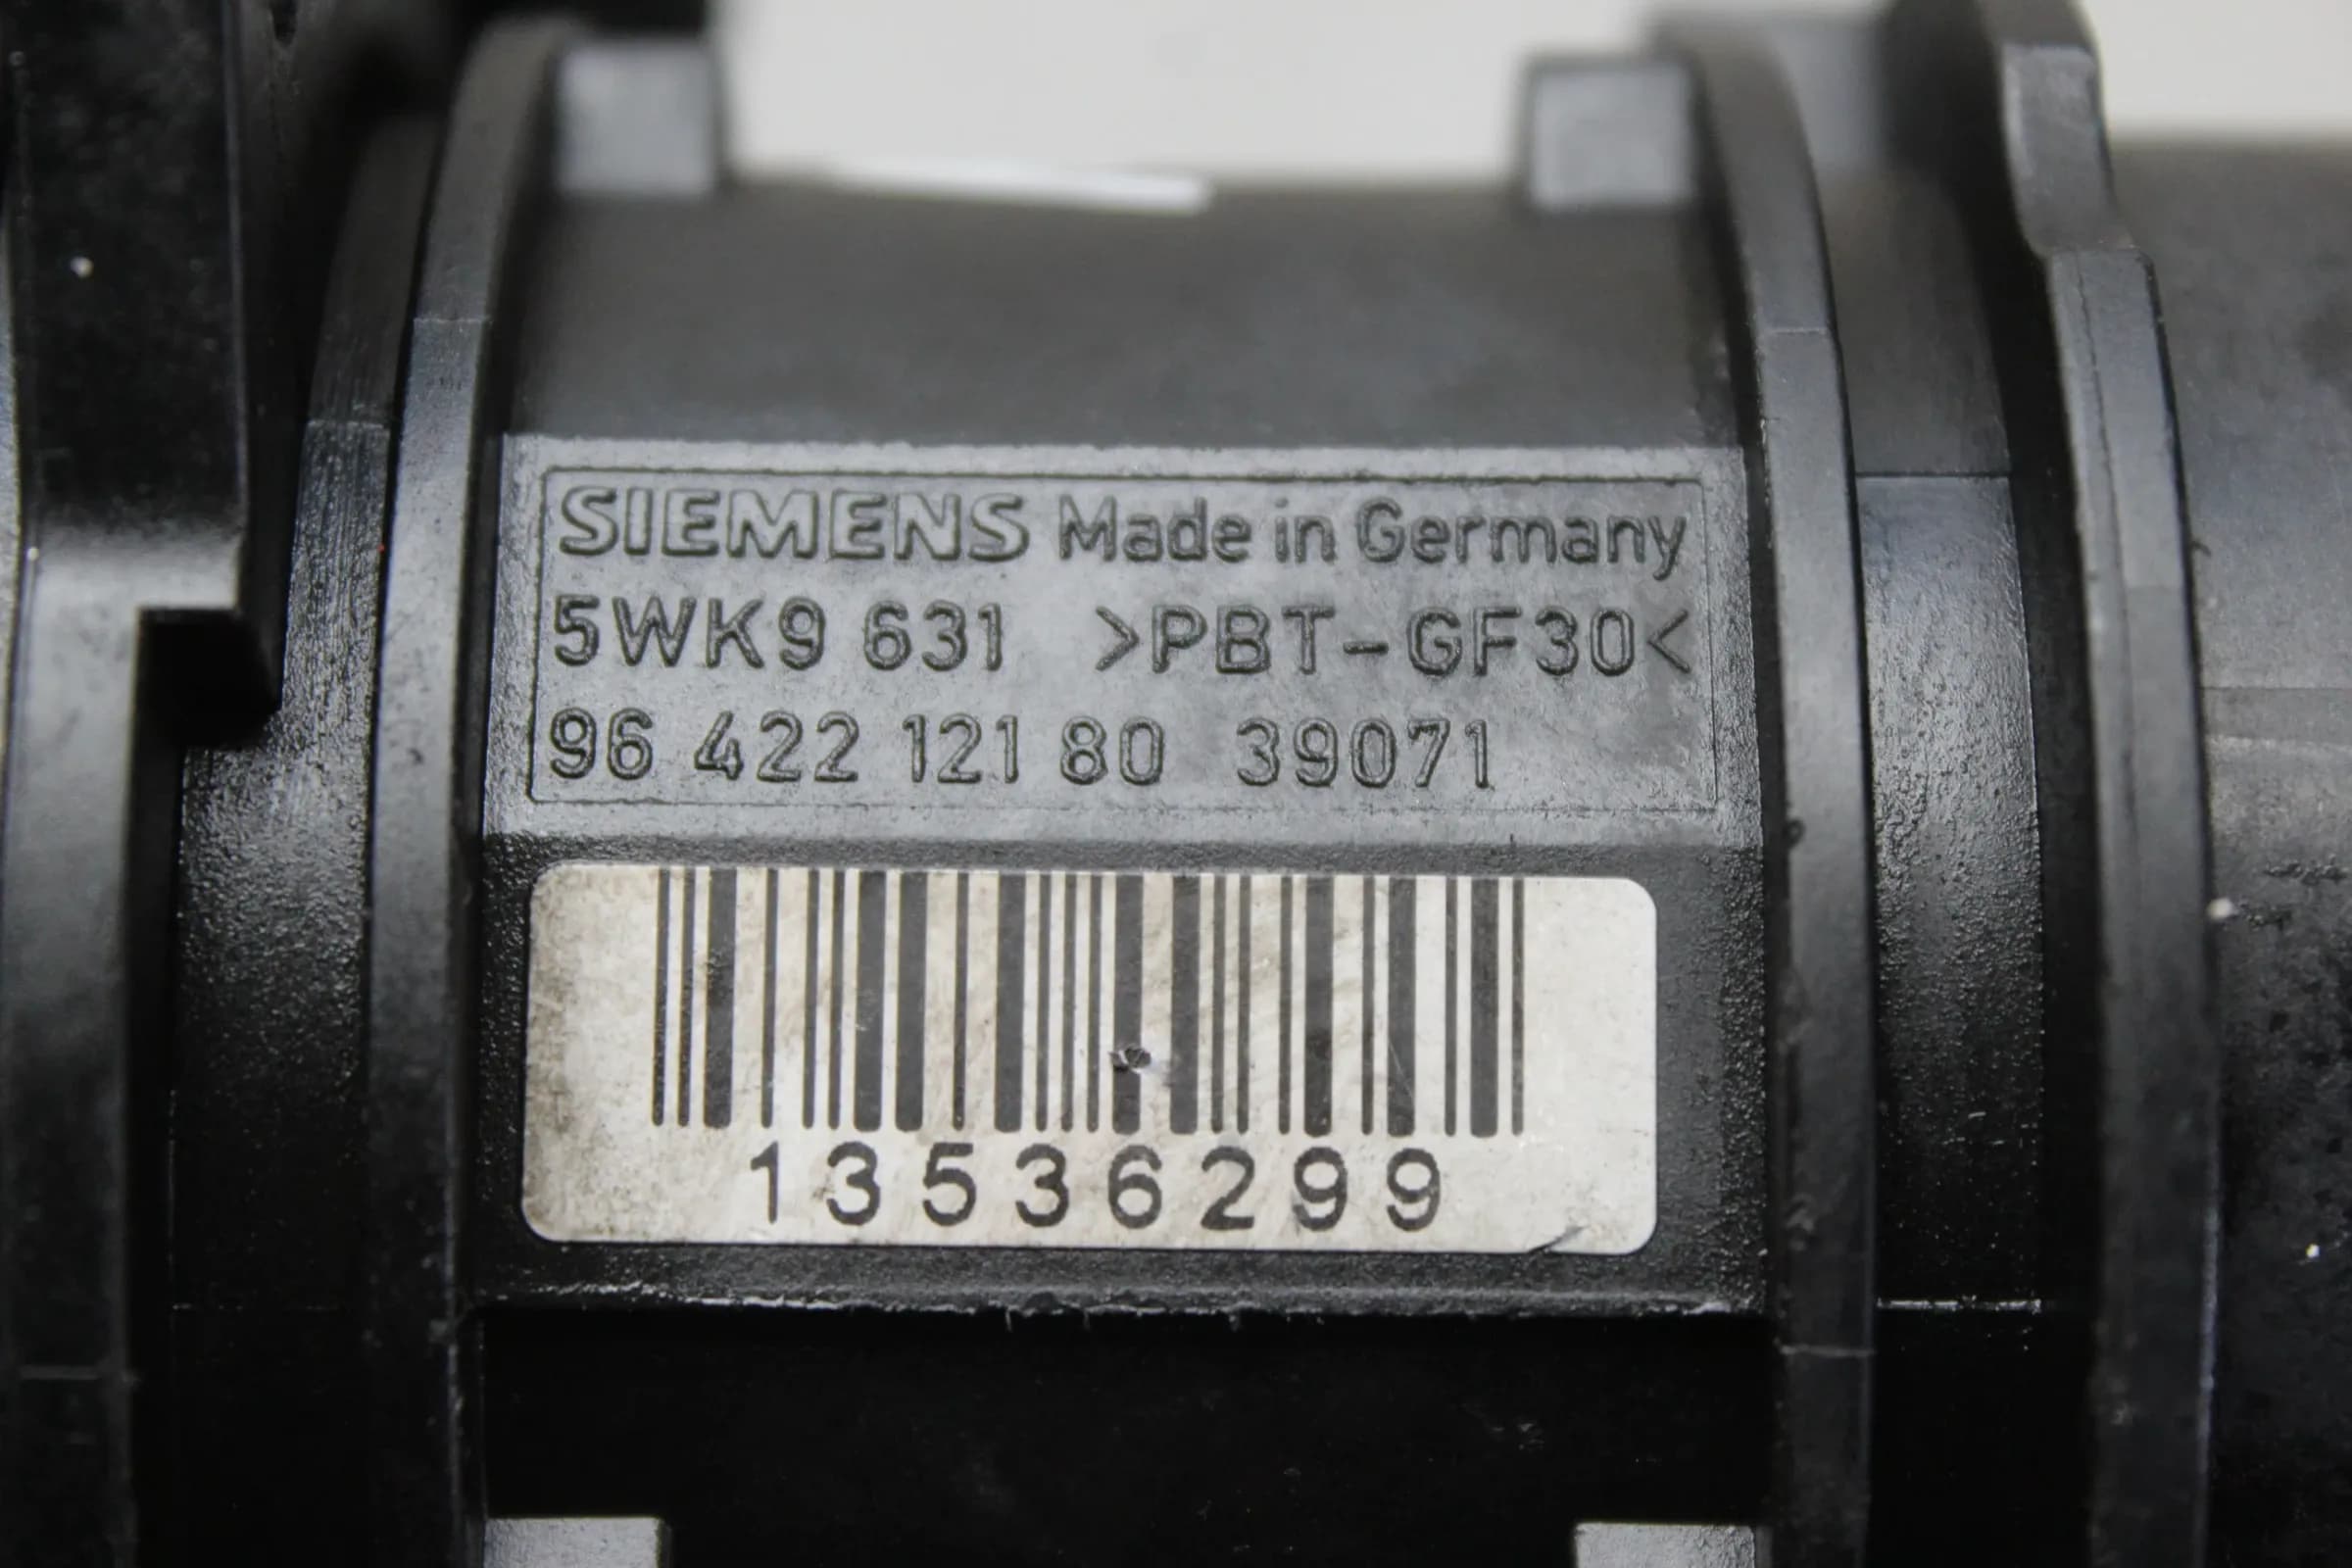 SIEMENS Made in Germany
5WK9 631 >PBT-GF30<
96 422 121 80 39071
13536299